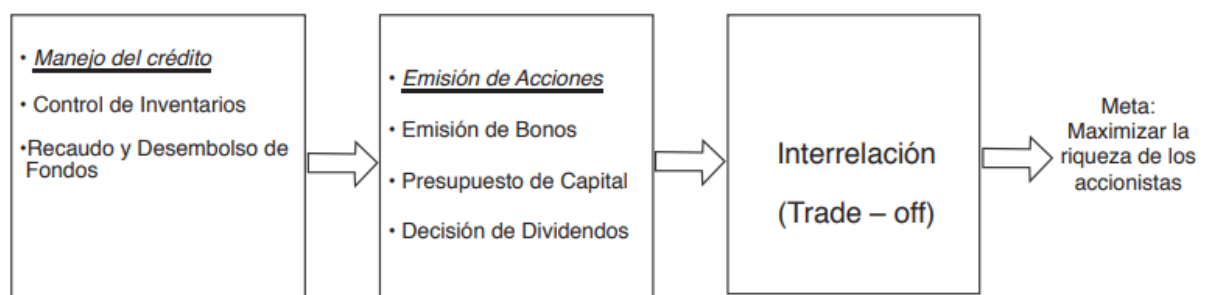 • Manejo del crédito
• Control de Inventarios
•Recaudo y Desembolso de
Fondos
• Emisión de Acciones
• Emisión de Bonos
• Presupuesto de Capital
• Decisión de Dividendos
Interrelación
(Trade – off)
Meta:
Maximizar la
riqueza de los
accionistas